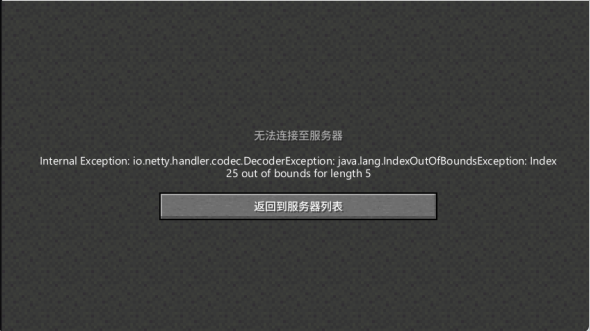 无法连接至服务器
Internal Exception: io.netty.handler.codec.DecoderException: java.lang.IndexOutOfBoundsException: Index
25 out of bounds for length 5
返回到服务器列表